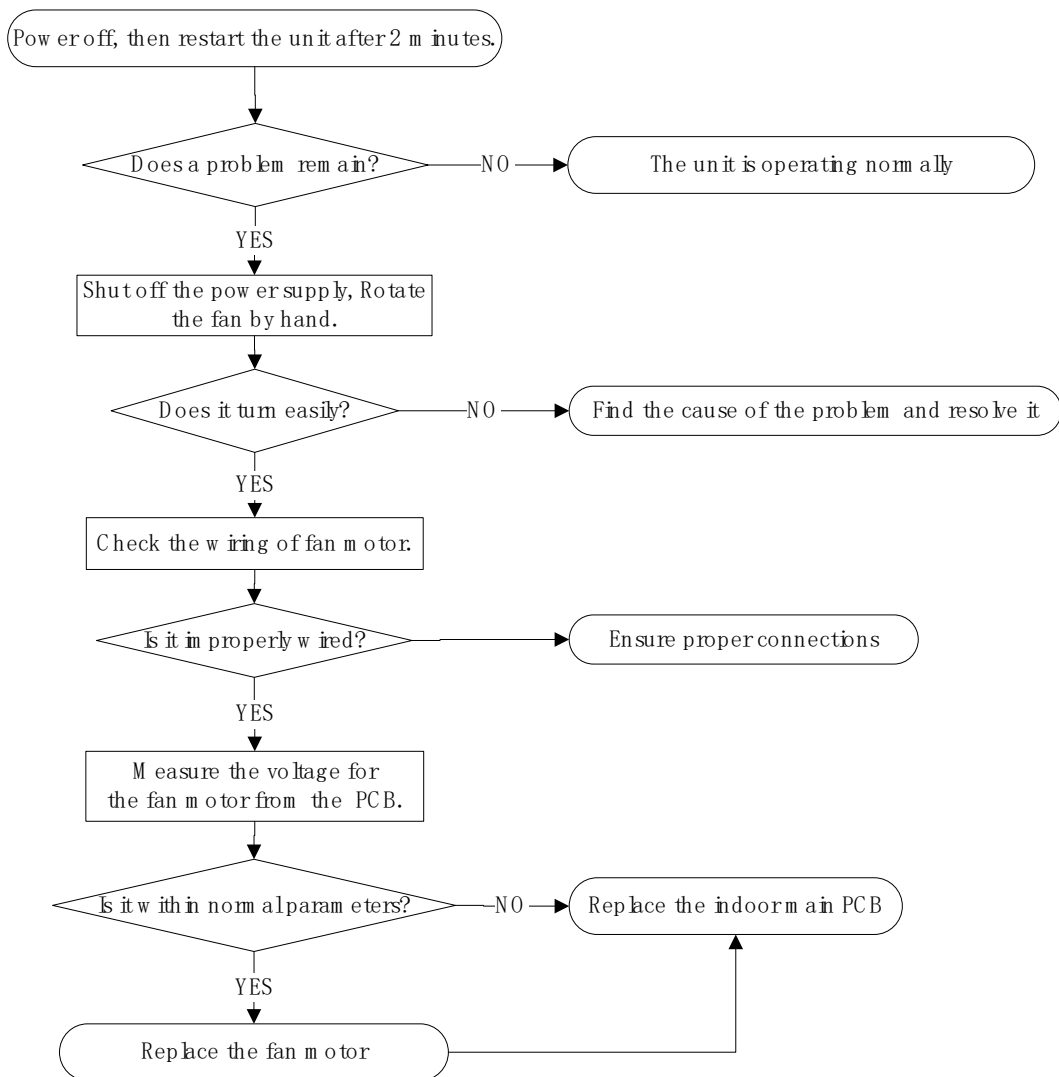 Power off, then restart the unit after 2 minutes.
Does a problem remain?
NO
The unit is operating normally
YES
Shut off the power supply, Rotate
the fan by hand.
Does it turn easily?
NO
Find the cause of the problem and resolve it
YES
Check the wiring of fan motor.
Is it improperly wired?
Ensure proper connections
YES
Measure the voltage for
the fan motor from the PCB.
Is it within normal parameters?
NO
Replace the indoor main PCB
YES
Replace the fan motor